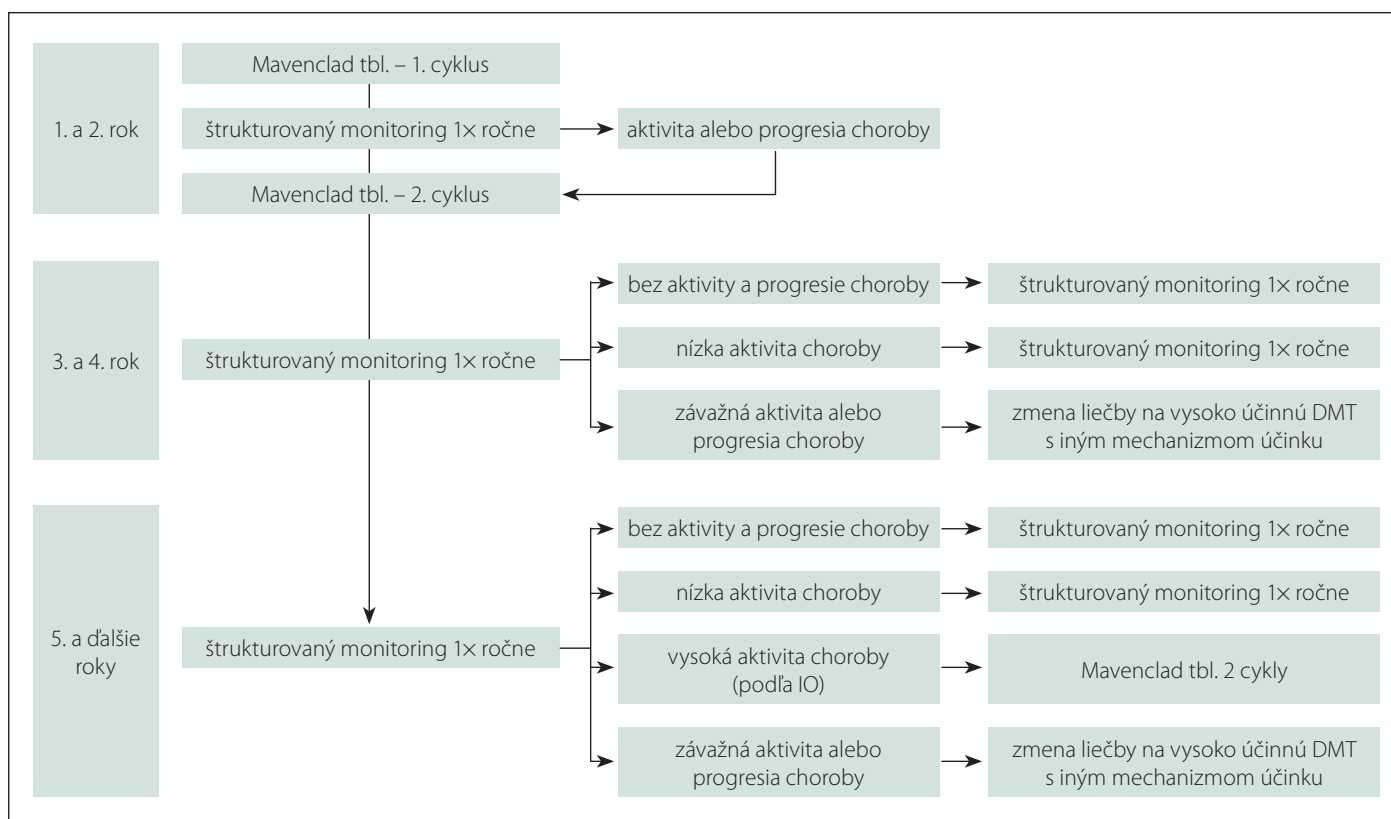 1. a 2. rok
Mavenclad tbl. – 1. cyklus
štrukturovaný monitoring 1× ročne
aktivita alebo progresia choroby
Mavenclad tbl. – 2. cyklus
3. a 4. rok
štrukturovaný monitoring 1× ročne
bez aktivity a progresie choroby
štrukturovaný monitoring 1× ročne
nízka aktivita choroby
štrukturovaný monitoring 1× ročne
závažná aktivita alebo
progresia choroby
zmena liečby na vysoko účinnú DMT
s iným mechanizmom účinku
5. a ďalšie
roky
štrukturovaný monitoring 1× ročne
bez aktivity a progresie choroby
štrukturovaný monitoring 1× ročne
nízka aktivita choroby
štrukturovaný monitoring 1× ročne
vysoká aktivita choroby
(podľa IO)
Mavenclad tbl. 2 cykly
závažná aktivita alebo
progresia choroby
zmena liečby na vysoko účinnú DMT
s iným mechanizmom účinku